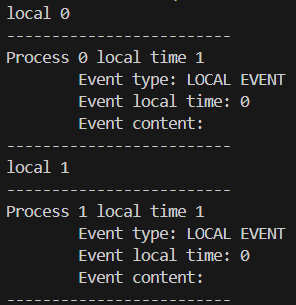 local 0
-------------------------
Process 0 local time 1
Event type: LOCAL EVENT
Event local time: 0
Event content:
-------------------------
local 1
-------------------------
Process 1 local time 1
Event type: LOCAL EVENT
Event local time: 0
Event content:
-------------------------